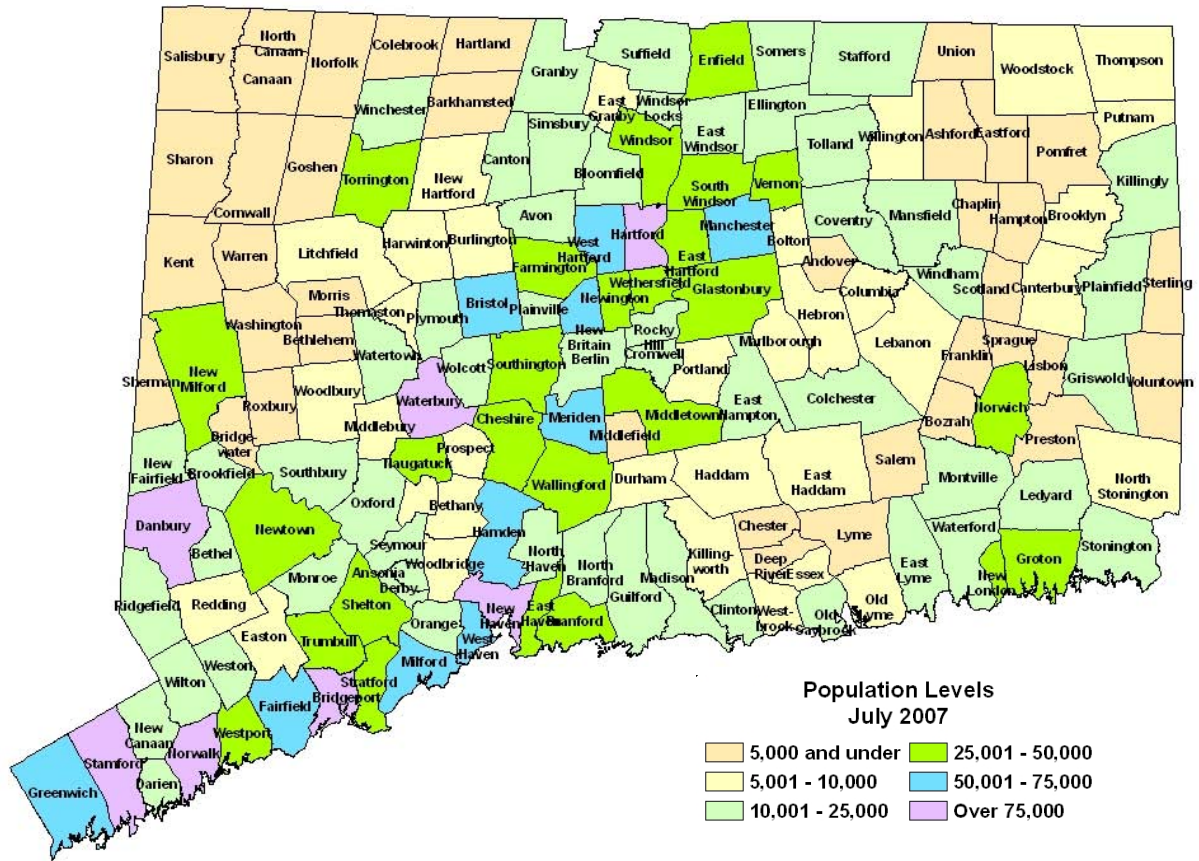 Salisbury
North
Canaan
Canaan
Norfolk
Colebrook
Hartland
Granby
Suffield
Enfield
Somers
Stafford
Union
Woodstock
Thompson
Winchester
Barkhamsted
East
Granby
Windsor
Locks
Ellington
Putnam
Simsbury
Windsor
East
Windsor
Tolland
Willington
Ashford
Eastford
Pomfret
Killingly
Sharon
Goshen
Torrington
New
Hartford
Canton
Bloomfield
South
Windsor
Vernon
Cornwall
Avon
Coventry
Mansfield
Chaplin
Hampton
Brooklyn
Kent
Warren
Litchfield
Harwinton
Burlington
Farmington
West
Hartford
Hartford
East
Hartford
Manchester
Bolton
Andover
Columbia
Windham
Scotland
Canterbury
Plainfield
Sterling
Morris
Thomaston
Plymouth
Bristol
Plainville
Newington
Wethersfield
Glastonbury
Hebron
Washington
Bethlehem
Watertown
Wolcott
Southington
New
Britain
Berlin
Rocky
Hill
Cromwell
Portland
Marlborough
Lebanon
Franklin
Sprague
Lisbon
Griswold
Voluntown
Sherman
New
Milford
Roxbury
Woodbury
Waterbury
Cheshire
Meriden
Middlefield
Middletown
East
Hampton
Colchester
Bozrah
Norwich
Preston
Bridge-
water
Middlebury
Naugatuck
Prospect
Wallingford
Durham
Haddam
East
Haddam
Salem
Montville
Ledyard
North
Stonington
New
Fairfield
Brookfield
Southbury
Oxford
Bethany
Hamden
Danbury
Bethel
Newtown
Seymour
Woodbridge
North
Haven
North
Branford
Guilford
Madison
Killing-
worth
Chester
Deep
River
Essex
Lyme
East
Lyme
Waterford
New
London
Groton
Stonington
Ridgefield
Redding
Monroe
Ansonia
Derby
Shelton
Orange
New
Haven
East
Haven
Branford
Clinton
West-
brook
Old
Saybrook
Old
Lyme
Easton
Trumbull
West
Haven
Milford
Stratford
Wilton
Weston
Fairfield
Bridgeport
New
Canaan
Norwalk
Westport
Stamford
Darien
Greenwich
Population Levels
July 2007
5,000 and under
25,001 - 50,000
5,001 - 10,000
50,001 - 75,000
10,001 - 25,000
Over 75,000